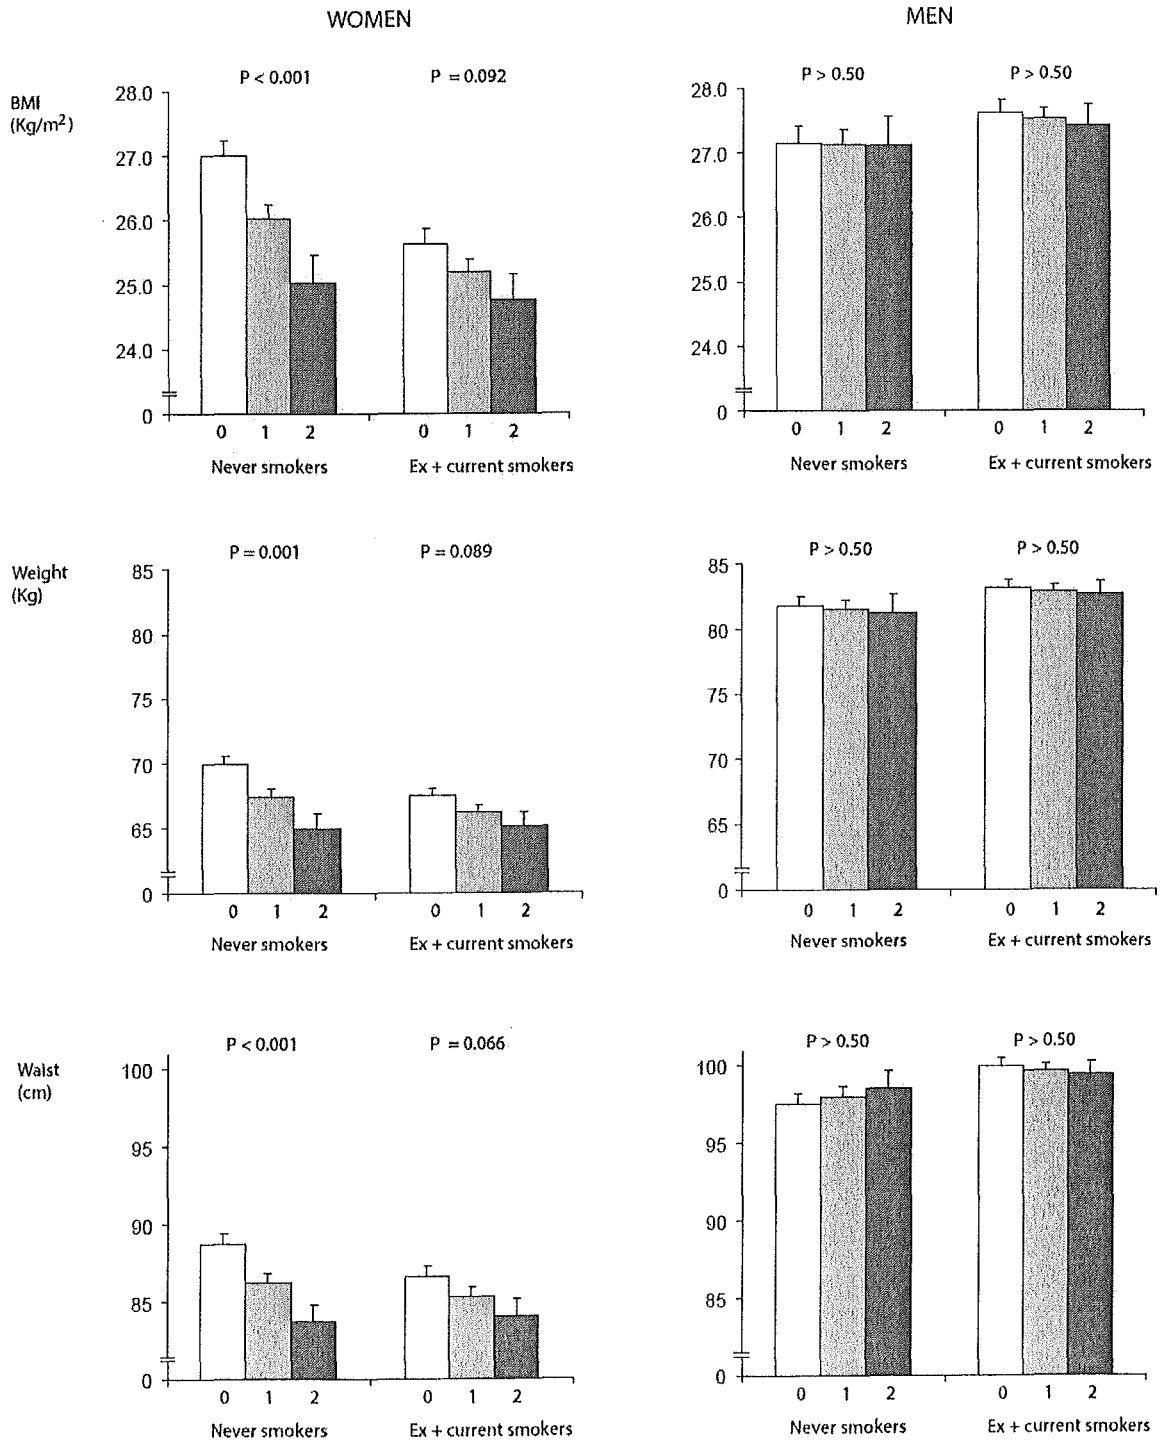 WOMEN
MEN
BMI
(Kg/m²)
P < 0.001
P = 0.092
28.0
27.0
26.0
25.0
24.0
0
0 1 2
0 1 2
Never smokers
Ex + current smokers
P > 0.50
P > 0.50
28.0
27.0
26.0
25.0
24.0
0
0 1 2
0 1 2
Never smokers
Ex + current smokers
Weight
(Kg)
P = 0.001
P = 0.089
85
80
75
70
65
0
0 1 2
0 1 2
Never smokers
Ex + current smokers
P > 0.50
P > 0.50
85
80
75
70
65
0
0 1 2
0 1 2
Never smokers
Ex + current smokers
Waist
(cm)
P < 0.001
P = 0.066
100
95
90
85
0
0 1 2
0 1 2
Never smokers
Ex + current smokers
P > 0.50
P > 0.50
100
95
90
85
0
0 1 2
0 1 2
Never smokers
Ex + current smokers